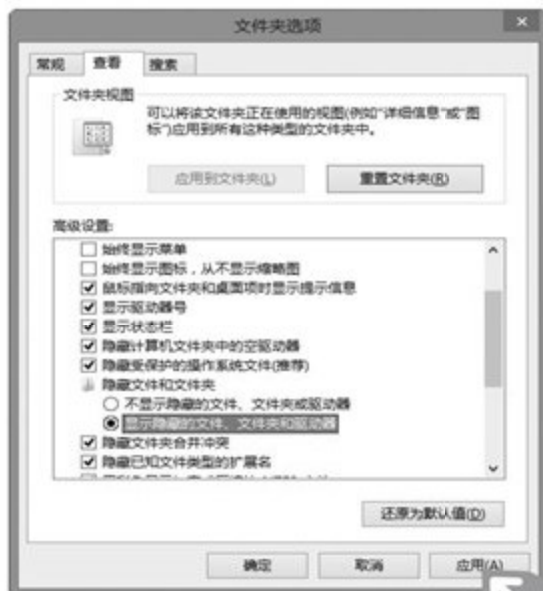 文件夹选项
常规 查看 搜索
文件夹视图
可以将该文件夹正在使用的视图(例如“详细信息”或“图
标”)应用到所有这种类型的文件夹中。
应用到文件夹(L) 重置文件夹(R)
高级设置:
始终显示菜单
始终显示图标，从不显示缩略图
鼠标指向文件夹和桌面项时显示提示信息
显示驱动器号
显示状态栏
隐藏计算机文件夹中的空驱动器
隐藏受保护的操作系统文件(推荐)
隐藏文件和文件夹
不显示隐藏的文件、文件夹或驱动器
显示隐藏的文件、文件夹和驱动器
隐藏文件夹合并冲突
隐藏已知文件类型的扩展名
还原为默认值(D)
确定 取消 应用(A)